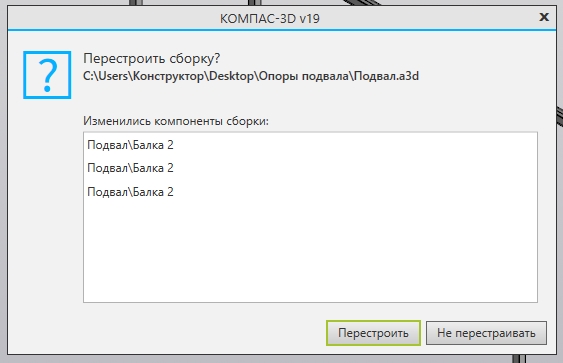 КОМПАС-3D v19
Перестроить сборку?
C:\Users\Конструктор\Desktop\Опоры подвала\Подвал.a3d
Изменились компоненты сборки:
Подвал\Балка 2
Подвал\Балка 2
Подвал\Балка 2
Перестроить Не перестраивать